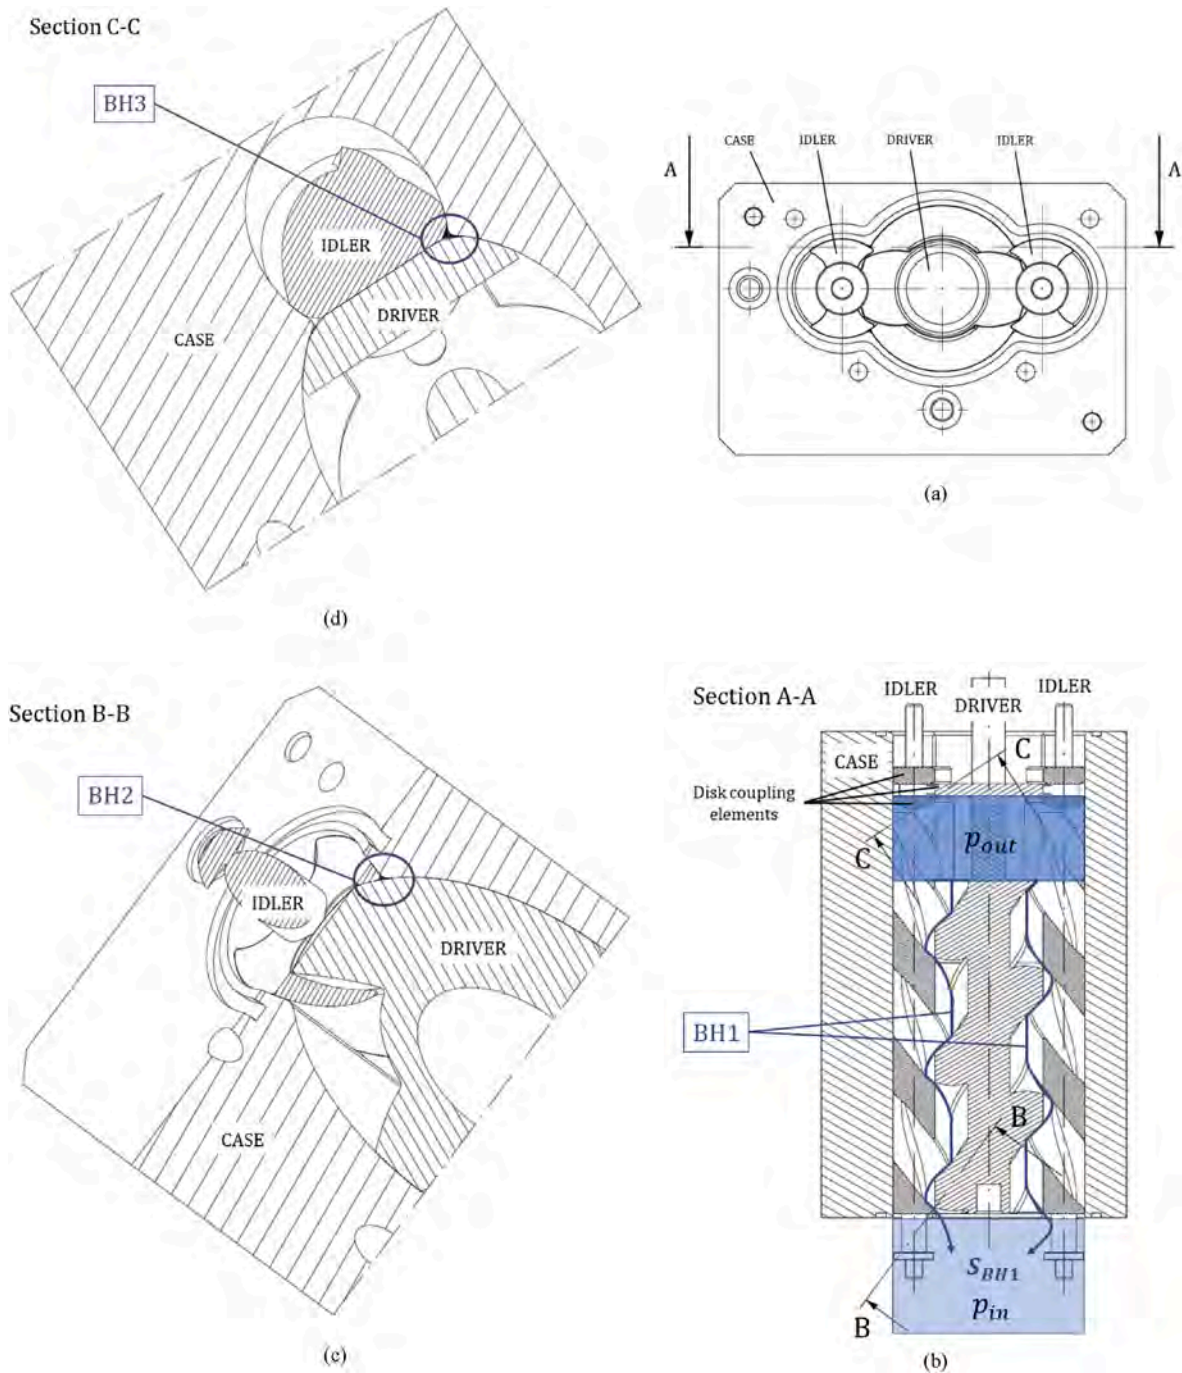 Section C-C
BH3
IDLER
DRIVER
CASE
(d)
CASE
IDLER
DRIVER
IDLER
A
A
(a)
Section B-B
BH2
IDLER
DRIVER
CASE
(c)
Section A-A
IDLER
DRIVER
IDLER
CASE
C
Disk coupling
elements
C
p_out
BH1
B
s_BH1
p_in
B
(b)